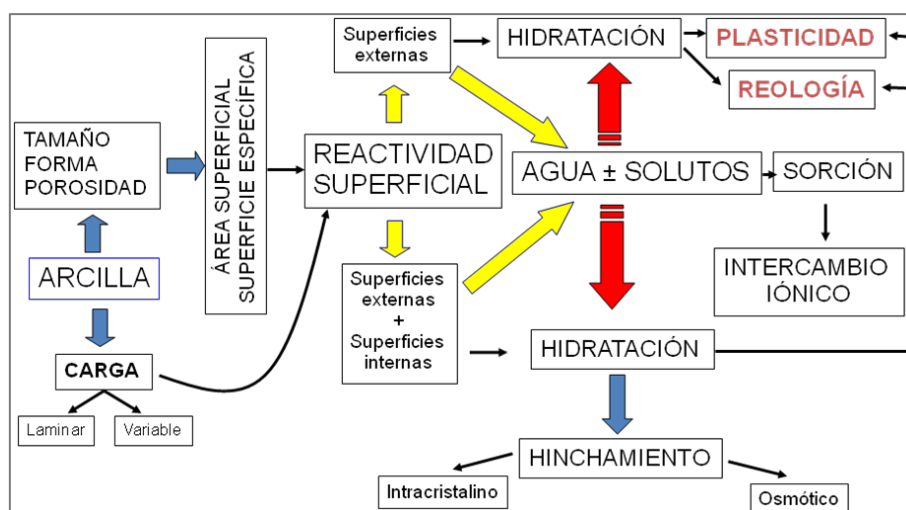 TAMAÑO
FORMA
POROSIDAD
ARCILLA
CARGA
Laminar
Variable
ÁREA SUPERFICIAL
SUPERFICIE ESPECÍFICA
REACTIVIDAD
SUPERFICIAL
Superficies
externas
Superficies
externas
+
Superficies
internas
HIDRATACIÓN
PLASTICIDAD
REOLOGÍA
AGUA ± SOLUTOS
SORCIÓN
INTERCAMBIO
IÓNICO
HIDRATACIÓN
HINCHAMIENTO
Intracristalino
Osmótico